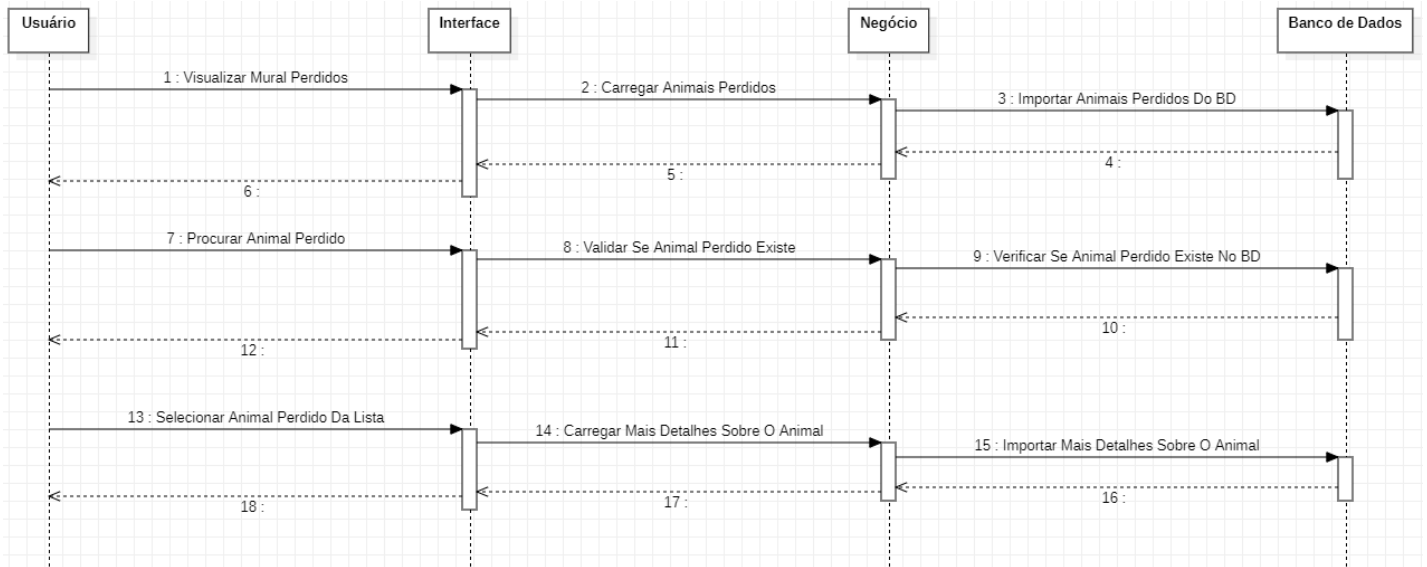 Usuário
Interface
Negócio
Banco de Dados
1 : Visualizar Mural Perdidos
2 : Carregar Animais Perdidos
3 : Importar Animais Perdidos Do BD
4 :
5 :
6 :
7 : Procurar Animal Perdido
8 : Validar Se Animal Perdido Existe
9 : Verificar Se Animal Perdido Existe No BD
10 :
11 :
12 :
13 : Selecionar Animal Perdido Da Lista
14 : Carregar Mais Detalhes Sobre O Animal
15 : Importar Mais Detalhes Sobre O Animal
16 :
17 :
18 :